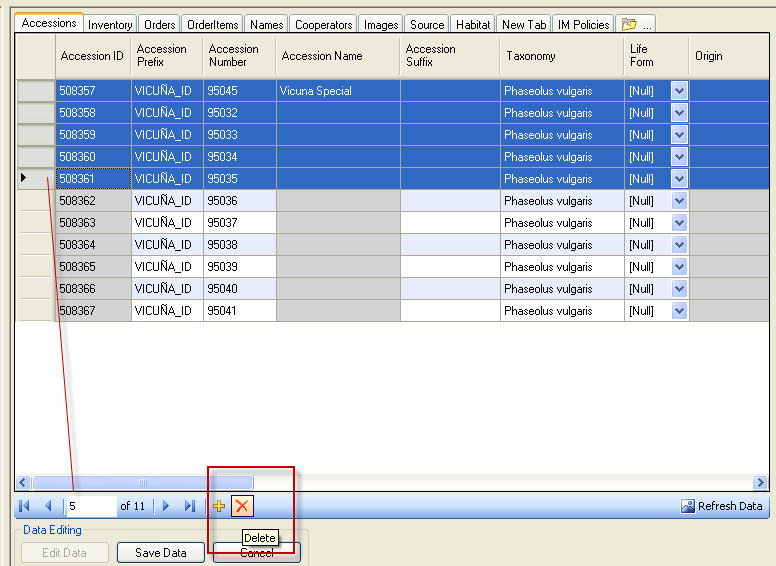 Accessions Inventory Orders OrderItems Names Cooperators Images Source Habitat New Tab IM Policies ...
Accession ID Accession Prefix Accession Number Accession Name Accession Suffix Taxonomy Life Form Origin
508357 VICUÑA_ID 95045 Vicuna Special Phaseolus vulgaris [Null]
508358 VICUÑA_ID 95032 Phaseolus vulgaris [Null]
508359 VICUÑA_ID 95033 Phaseolus vulgaris [Null]
508360 VICUÑA_ID 95034 Phaseolus vulgaris [Null]
508361 VICUÑA_ID 95035 Phaseolus vulgaris [Null]
508362 VICUÑA_ID 95036 Phaseolus vulgaris [Null]
508363 VICUÑA_ID 95037 Phaseolus vulgaris [Null]
508364 VICUÑA_ID 95038 Phaseolus vulgaris [Null]
508365 VICUÑA_ID 95039 Phaseolus vulgaris [Null]
508366 VICUÑA_ID 95040 Phaseolus vulgaris [Null]
508367 VICUÑA_ID 95041 Phaseolus vulgaris [Null]
5 of 11 Refresh Data
Data Editing
Delete
Edit Data Save Data Cancel